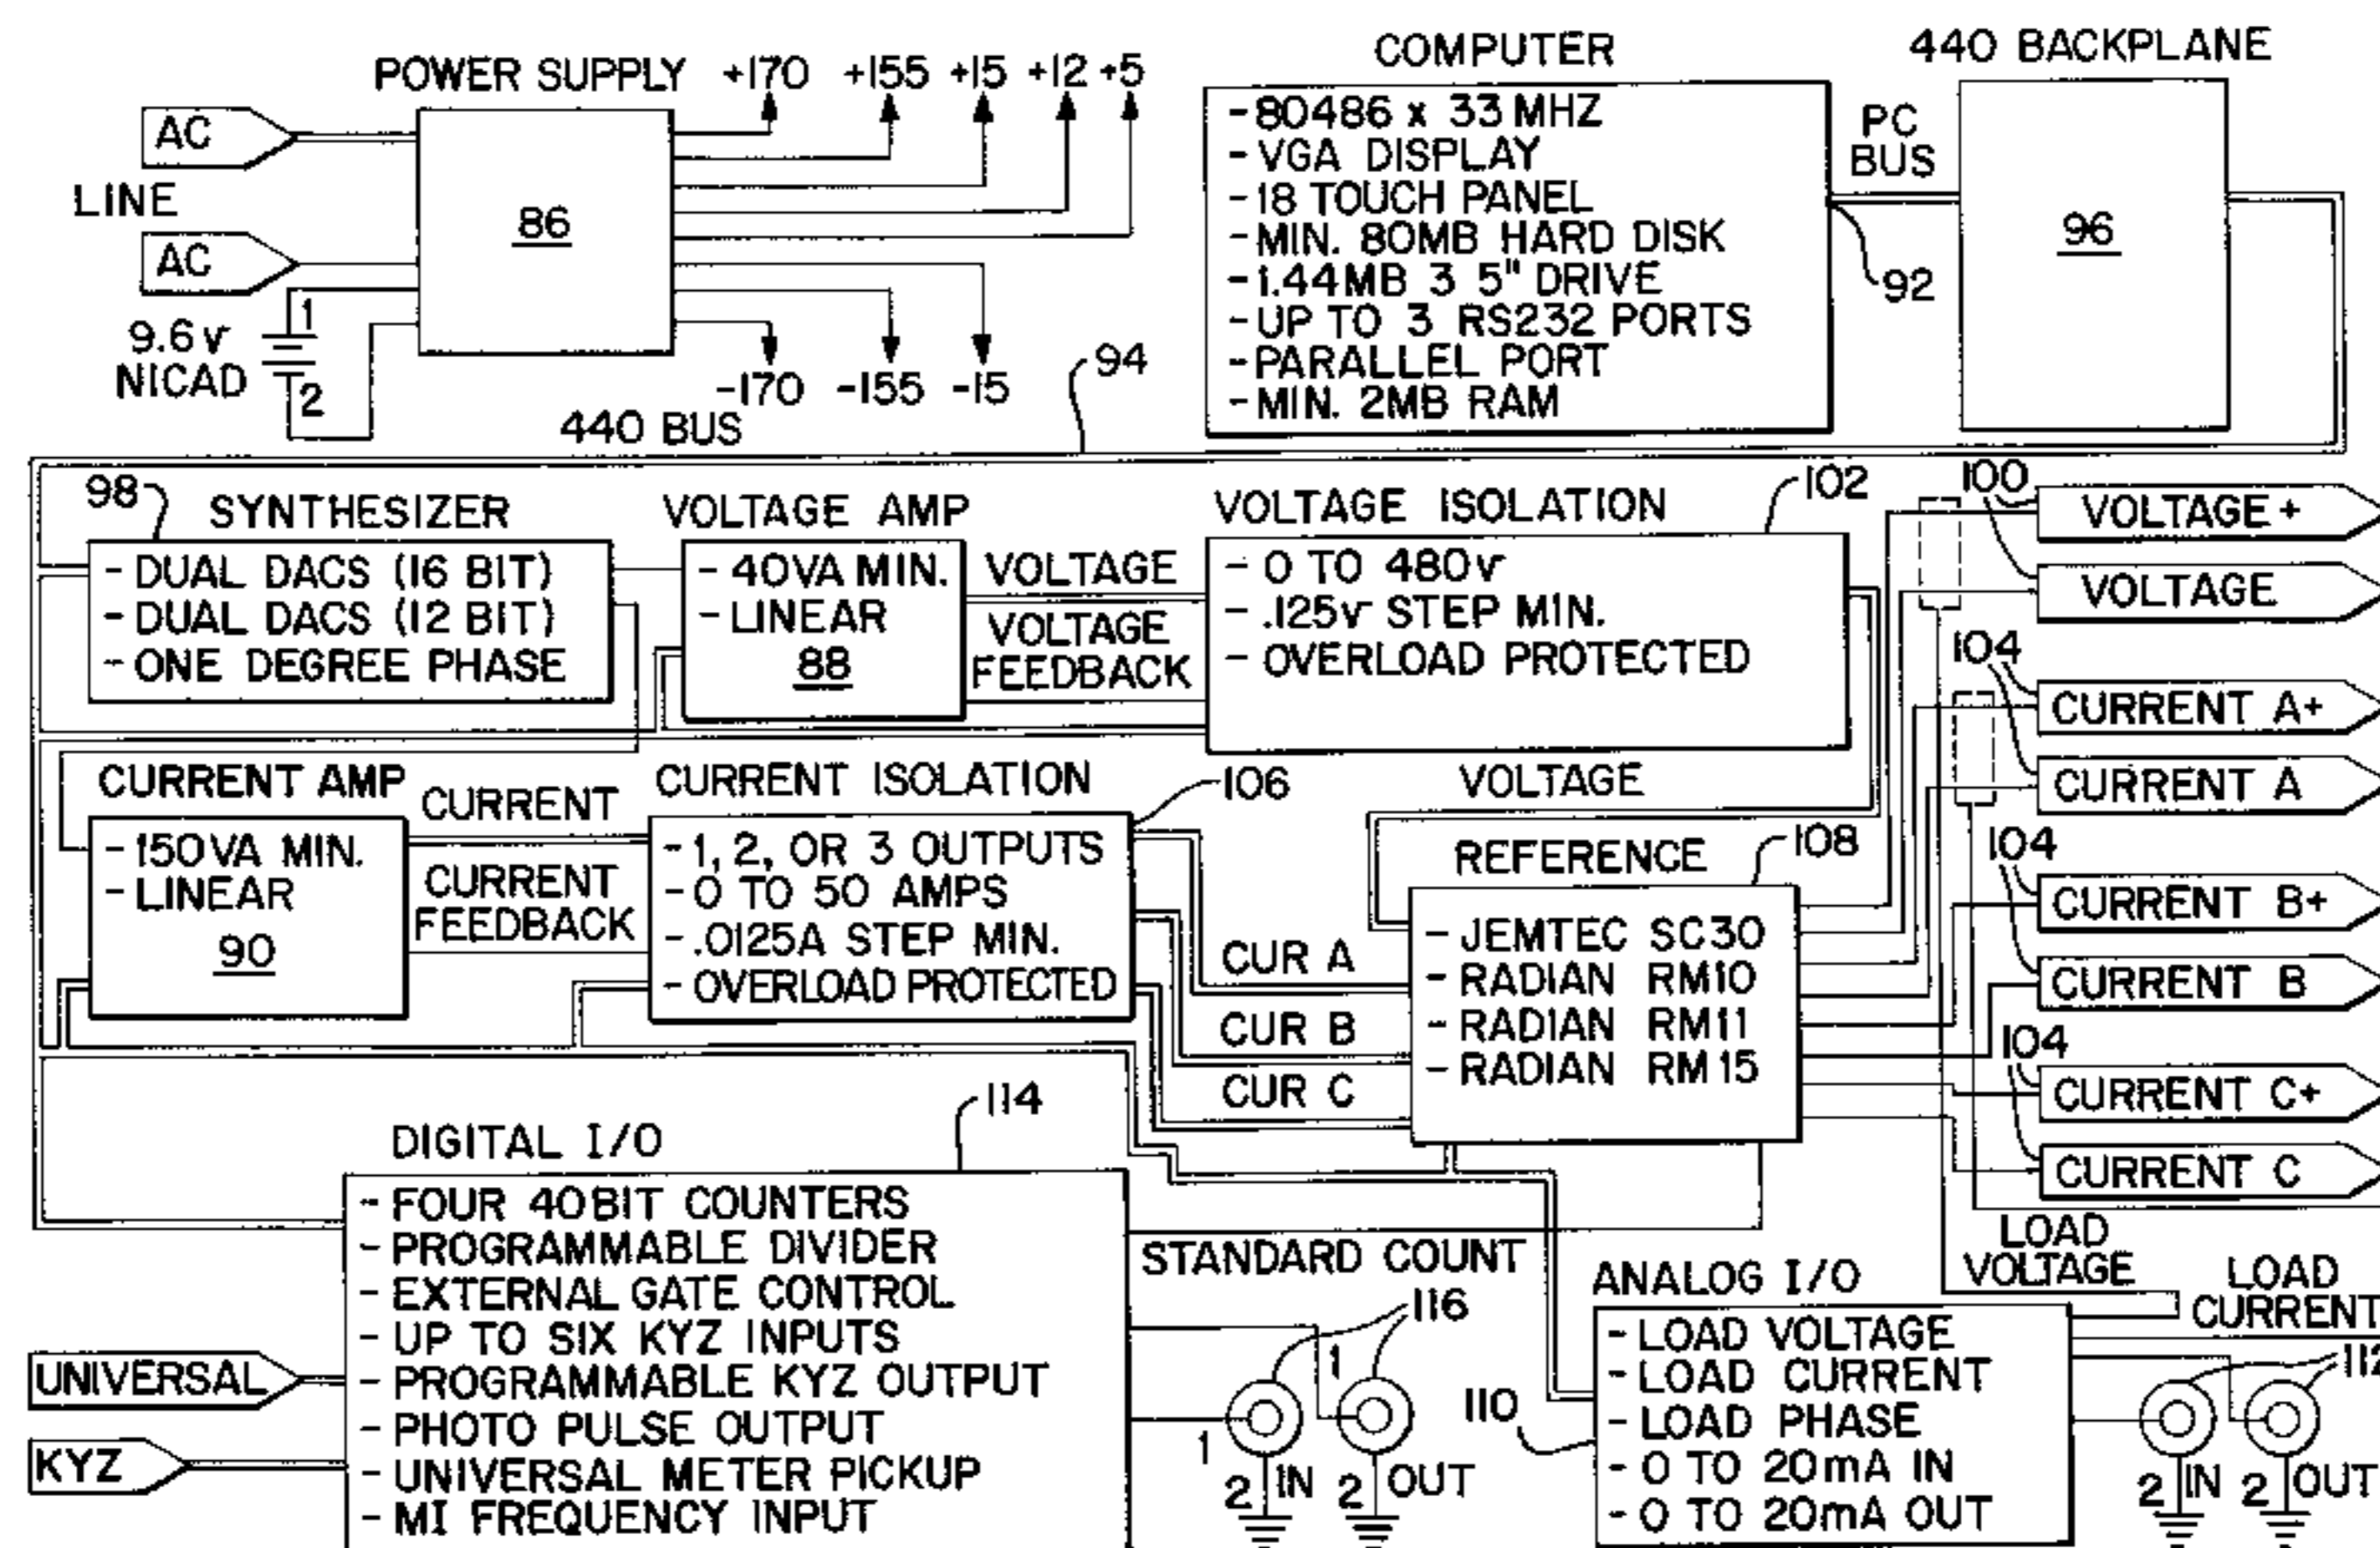 POWER SUPPLY +170 +155 +15 +12 +5
AC
LINE
AC
86
1
9.6v
NICAD
2
-170 -155 -15
COMPUTER
-80486 x 33 MHZ
-VGA DISPLAY
-18 TOUCH PANEL
-MIN. 80MB HARD DISK
-1.44MB 3 5" DRIVE
-UP TO 3 RS232 PORTS
-PARALLEL PORT
-MIN. 2MB RAM
PC
BUS
92
440 BACKPLANE
96
94
440 BUS
98
SYNTHESIZER
- DUAL DACS (16 BIT)
- DUAL DACS (12 BIT)
- ONE DEGREE PHASE
VOLTAGE AMP
- 40VA MIN.
- LINEAR
88
VOLTAGE
VOLTAGE
FEEDBACK
VOLTAGE ISOLATION
102
- 0 TO 480v
- .125v STEP MIN.
- OVERLOAD PROTECTED
100
VOLTAGE +
VOLTAGE
104
CURRENT A+
CURRENT A
104
CURRENT B+
104
CURRENT B
104
CURRENT C+
CURRENT C
CURRENT AMP
-150VA MIN.
- LINEAR
90
CURRENT
CURRENT
FEEDBACK
CURRENT ISOLATION
106
-1, 2, OR 3 OUTPUTS
-0 TO 50 AMPS
-.0125A STEP MIN.
- OVERLOAD PROTECTED
VOLTAGE
CUR A
CUR B
CUR C
REFERENCE
108
- JEMTEC SC30
- RADIAN RM10
- RADIAN RM11
- RADIAN RM15
DIGITAL I/O
114
- FOUR 40BIT COUNTERS
- PROGRAMMABLE DIVIDER
- EXTERNAL GATE CONTROL
- UP TO SIX KYZ INPUTS
- PROGRAMMABLE KYZ OUTPUT
- PHOTO PULSE OUTPUT
- UNIVERSAL METER PICKUP
- MI FREQUENCY INPUT
UNIVERSAL
KYZ
STANDARD COUNT
116
1
1
2 IN 2 OUT
ANALOG I/O
110
- LOAD VOLTAGE
- LOAD CURRENT
- LOAD PHASE
- 0 TO 20mA IN
- 0 TO 20mA OUT
LOAD
VOLTAGE
LOAD
CURRENT
112
2 IN 2 OUT